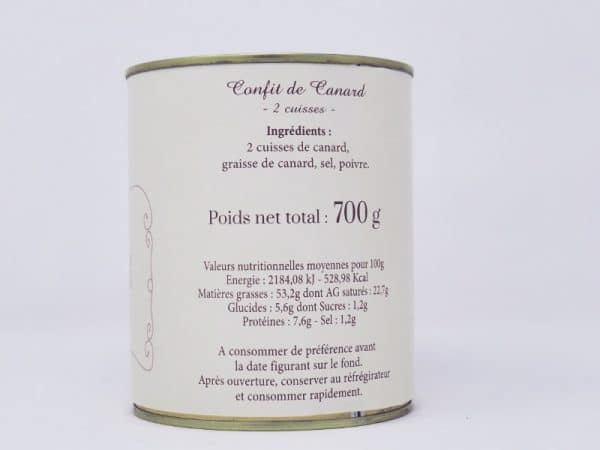 Confit de Canard
- 2 cuisses -
Ingrédients :
2 cuisses de canard,
graisse de canard, sel, poivre.
Poids net total : 700 g
Valeurs nutritionnelles moyennes pour 100g
Energie : 2184,08 kJ - 528,98 Kcal
Matières grasses : 53,2g dont AG saturés : 22,7g
Glucides : 5,6g dont Sucres : 1,2g
Protéines : 7,6g - Sel : 1,2g
A consommer de préférence avant
la date figurant sur le fond.
Après ouverture, conserver au réfrégirateur
et consommer rapidement.